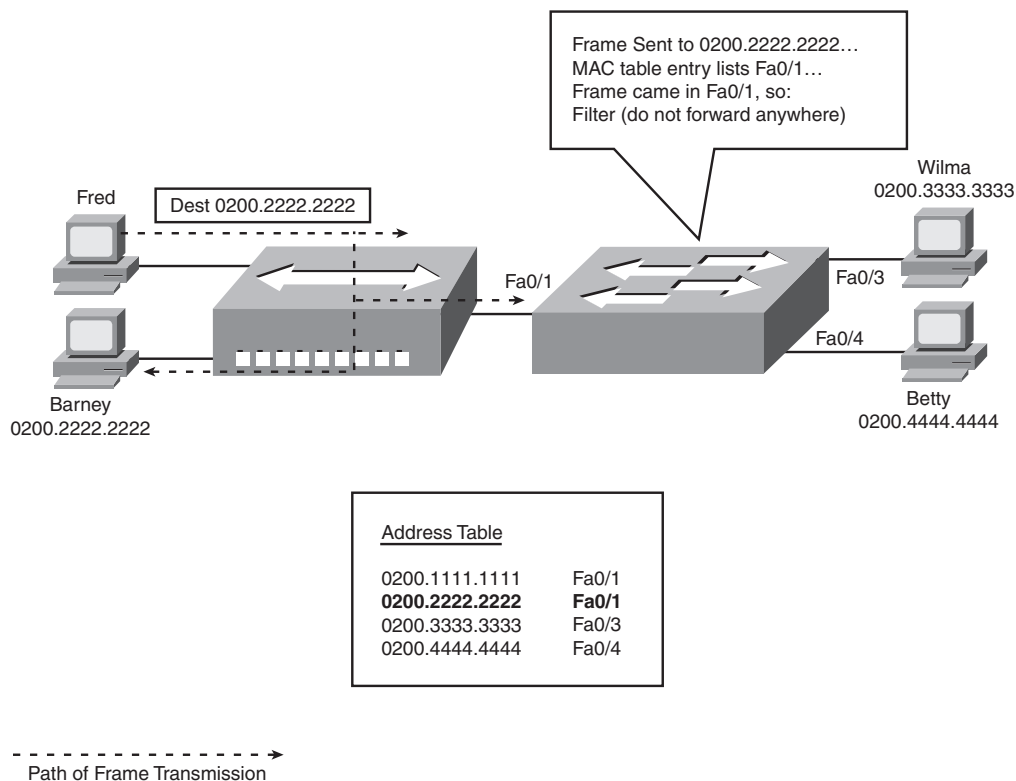 Frame Sent to 0200.2222.2222…
MAC table entry lists Fa0/1…
Frame came in Fa0/1, so:
Filter (do not forward anywhere)
Fred
Dest 0200.2222.2222
Wilma
0200.3333.3333
Fa0/1
Fa0/3
Fa0/4
Barney
0200.2222.2222
Betty
0200.4444.4444
Address Table
0200.1111.1111 Fa0/1
0200.2222.2222 Fa0/1
0200.3333.3333 Fa0/3
0200.4444.4444 Fa0/4
Path of Frame Transmission